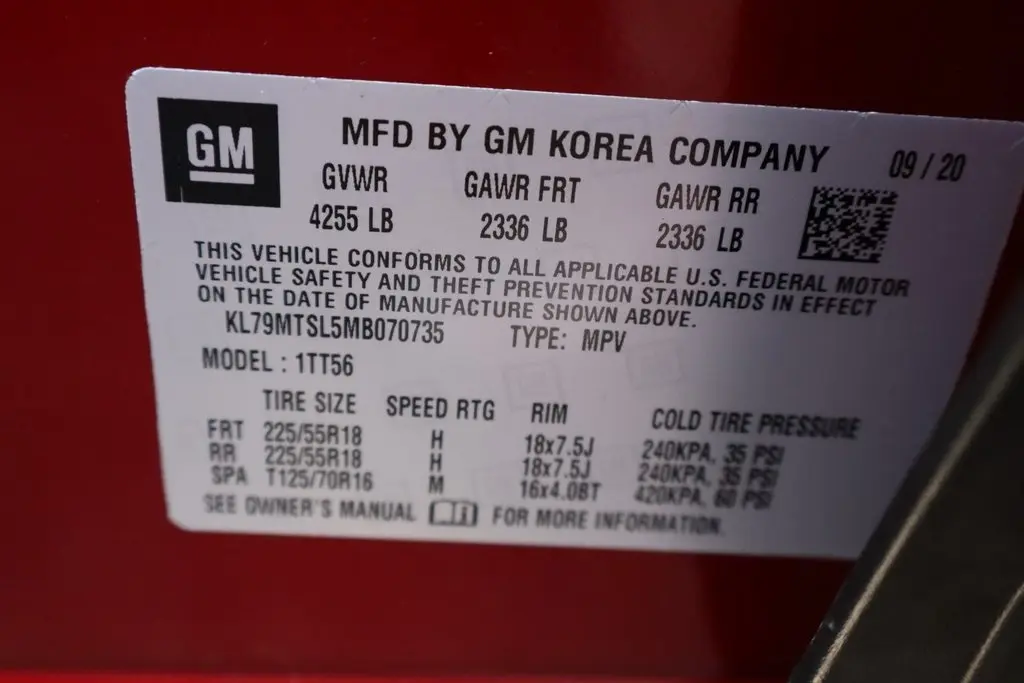 GM
MFD BY GM KOREA COMPANY 09/20
GVWR GAWR FRT GAWR RR
4255 LB 2336 LB 2336 LB
THIS VEHICLE CONFORMS TO ALL APPLICABLE U.S. FEDERAL MOTOR
VEHICLE SAFETY AND THEFT PREVENTION STANDARDS IN EFFECT
ON THE DATE OF MANUFACTURE SHOWN ABOVE.
KL79MTSL5MB070735 TYPE: MPV
MODEL : 1TT56
TIRE SIZE SPEED RTG RIM COLD TIRE PRESSURE
FRT 225/55R18 H 18x7.5J 240KPA, 35 PSI
RR 225/55R18 H 18x7.5J 240KPA, 35 PSI
SPA T125/70R16 M 16x4.0BT 420KPA, 60 PSI
SEE OWNER'S MANUAL FOR MORE INFORMATION.